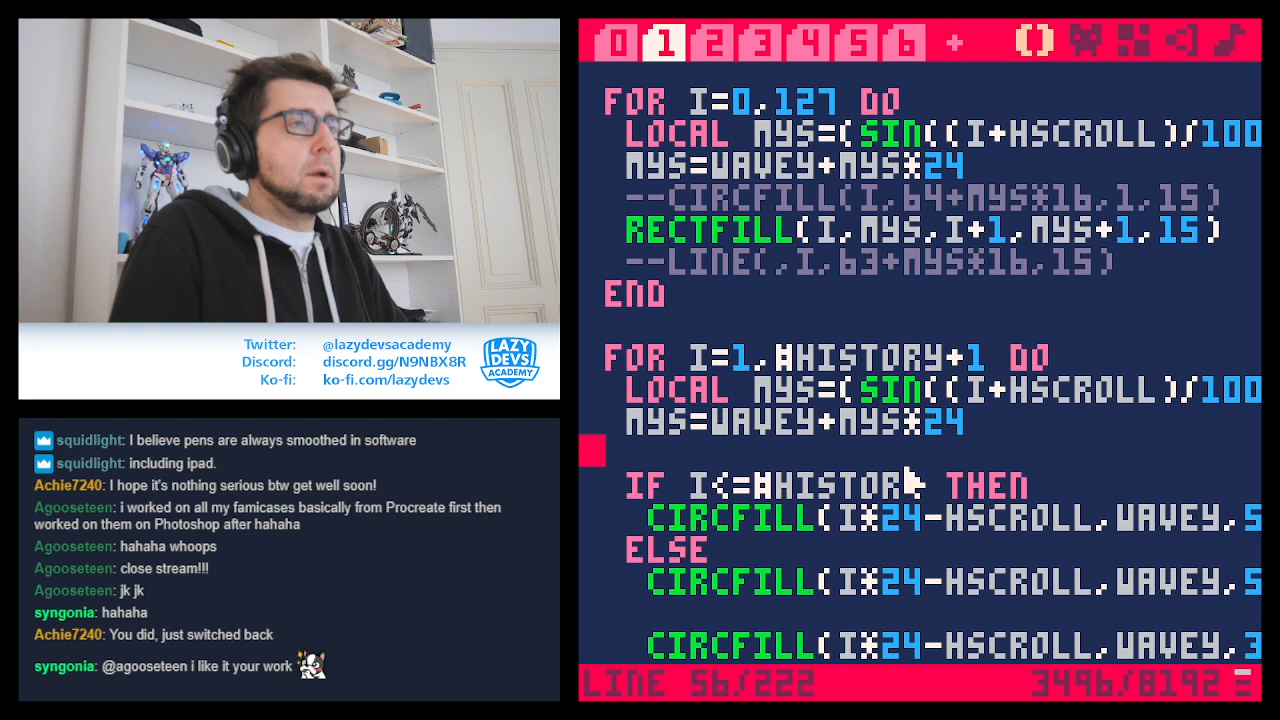 Twitter: @lazydevsacademy
Discord: discord.gg/N9NBX8R
Ko-fi: ko-fi.com/lazydevs
LAZY
DEVS
ACADEMY
squidlight: I believe pens are always smoothed in software
squidlight: including ipad.
Achie7240: I hope it's nothing serious btw get well soon!
Agooseteen: i worked on all my famicases basically from Procreate first then
worked on them on Photoshop after hahaha
Agooseteen: hahaha whoops
Agooseteen: close stream!!!
Agooseteen: jk jk
syngonia: hahaha
Achie7240: You did, just switched back
syngonia: @agooseteen i like it your work
0 1 2 3 4 5 6 +
FOR I=0,127 DO
LOCAL MYS=(SIN((I+HSCROLL)/100
MYS=WAVEY+MYS*24
--CIRCFILL(I,64+MYS*16,1,15)
RECTFILL(I,MYS,I+1,MYS+1,15)
--LINE(,I,63+MYS*16,15)
END
FOR I=1,#HISTORY+1 DO
LOCAL MYS=(SIN((I+HSCROLL)/100
MYS=WAVEY+MYS*24
IF I<=#HISTORY THEN
CIRCFILL(I*24-HSCROLL,WAVEY,5
ELSE
CIRCFILL(I*24-HSCROLL,WAVEY,5
CIRCFILL(I*24-HSCROLL,WAVEY,3
LINE 56/222
3496/8192